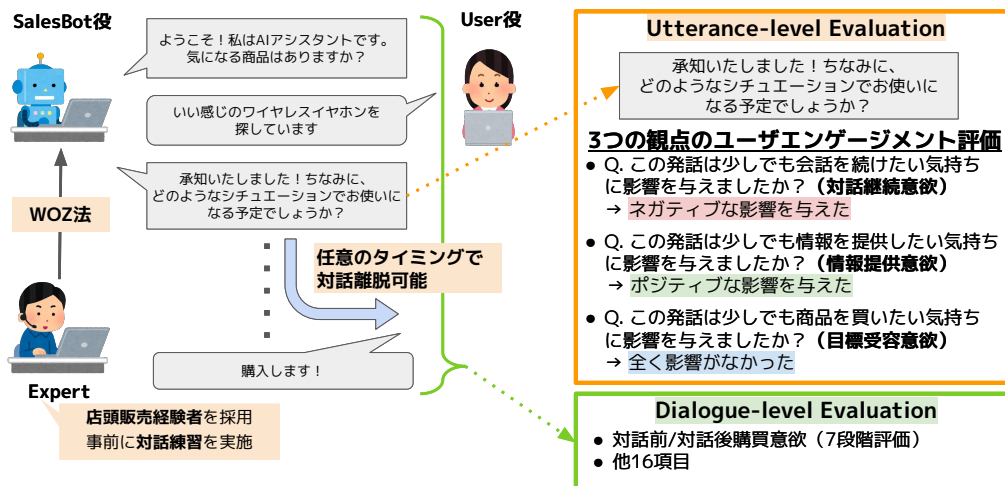 SalesBot役
ようこそ!私はAIアシスタントです。
気になる商品はありますか?
User役
いい感じのワイヤレスイヤホンを
探しています
承知いたしました!ちなみに、
どのようなシチュエーションでお使いに
なる予定でしょうか?
WOZ法
任意のタイミングで
対話離脱可能
購入します!
Expert
店頭販売経験者を採用
事前に対話練習を実施
Utterance-level Evaluation
承知いたしました!ちなみに、
どのようなシチュエーションでお使いに
なる予定でしょうか?
3つの観点のユーザエンゲージメント評価
● Q. この発話は少しでも会話を続けたい気持ち
に影響を与えましたか?(対話継続意欲)
→ ネガティブな影響を与えた
● Q. この発話は少しでも情報を提供したい気持ち
に影響を与えましたか?(情報提供意欲)
→ ポジティブな影響を与えた
● Q. この発話は少しでも商品を買いたい気持ち
に影響を与えましたか?(目標受容意欲)
→ 全く影響がなかった
Dialogue-level Evaluation
● 対話前/対話後購買意欲(7段階評価)
● 他16項目